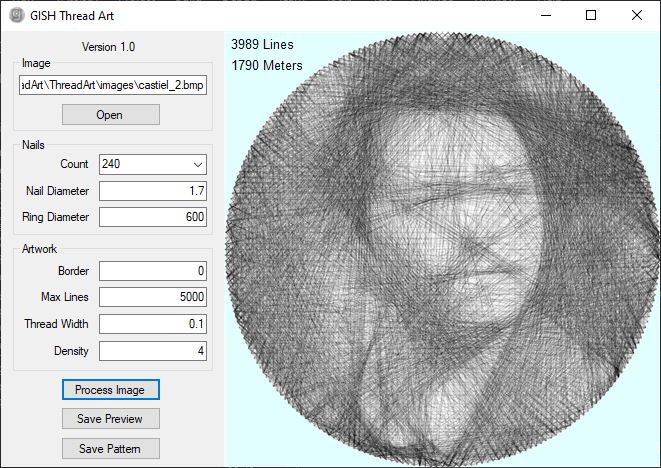 GISH Thread Art
Version 1.0
Image
adArt\ThreadArt\images\castiel_2.bmp
Open
Nails
Count 240
Nail Diameter 1.7
Ring Diameter 600
Artwork
Border 0
Max Lines 5000
Thread Width 0.1
Density 4
Process Image
Save Preview
Save Pattern
3989 Lines
1790 Meters